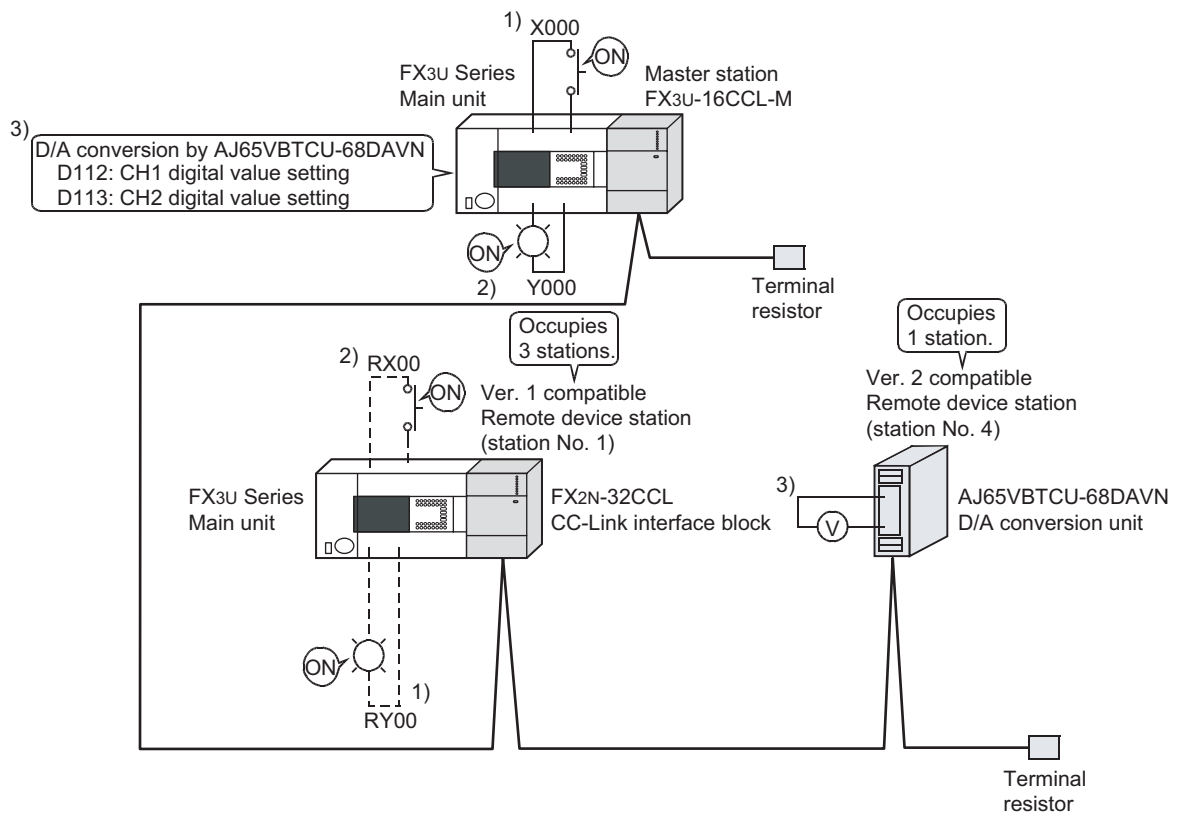 1)
X000
ON
FX3U Series
Main unit
Master station
FX3U-16CCL-M
3)
D/A conversion by AJ65VBTCU-68DAVN
D112: CH1 digital value setting
D113: CH2 digital value setting
ON
2)
Y000
Terminal
resistor
Occupies
3 stations.
Occupies
1 station.
2)
RX00
ON
Ver. 1 compatible
Remote device station
(station No. 1)
Ver. 2 compatible
Remote device station
(station No. 4)
FX3U Series
Main unit
FX2N-32CCL
CC-Link interface block
3)
V
AJ65VBTCU-68DAVN
D/A conversion unit
ON
1)
RY00
Terminal
resistor